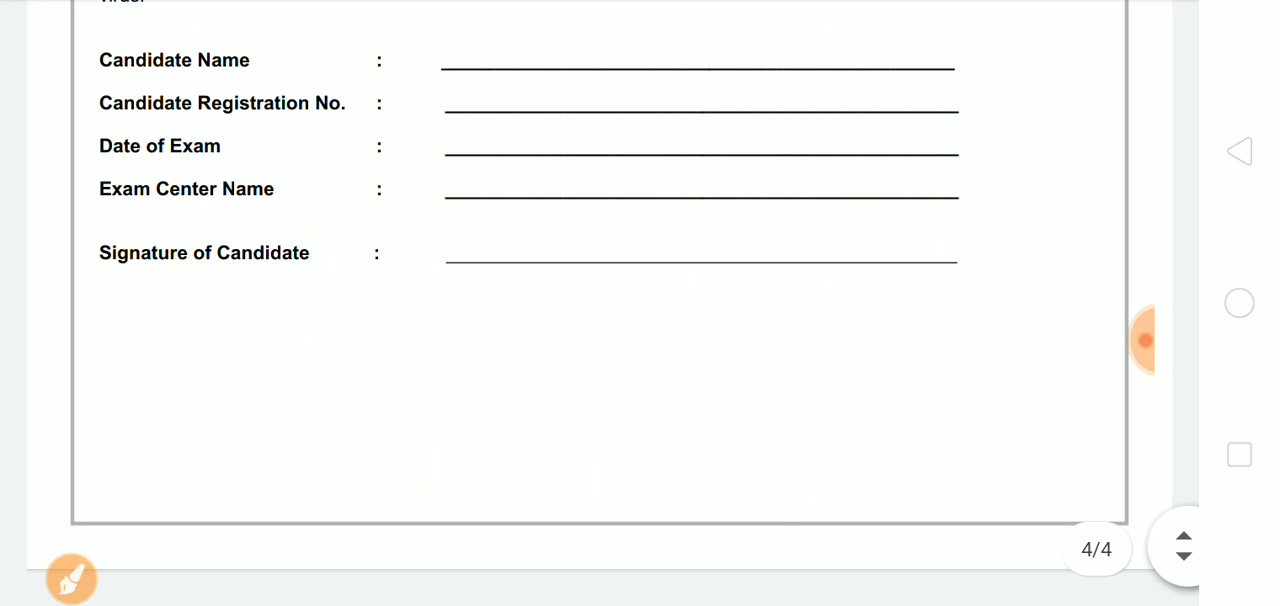 Candidate Name :
Candidate Registration No. :
Date of Exam :
Exam Center Name :
Signature of Candidate :
4/4